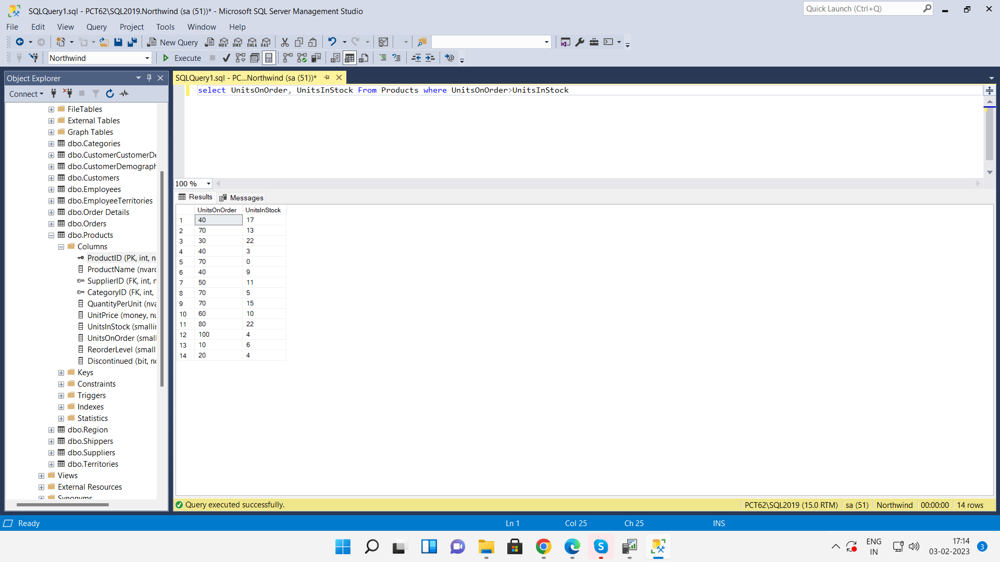 SQLQuery1.sql - PCT62\SQL2019.Northwind (sa (51))* - Microsoft SQL Server Management Studio
Quick Launch (Ctrl+Q)
File Edit View Query Project Tools Window Help
New Query MDX DMX XMLA DAX
Northwind Execute
Object Explorer
Connect
FileTables
External Tables
Graph Tables
dbo.Categories
dbo.CustomerCustomerDe
dbo.CustomerDemograph
dbo.Customers
dbo.Employees
dbo.EmployeeTerritories
dbo.Order Details
dbo.Orders
dbo.Products
Columns
ProductID (PK, int, n
ProductName (nvarc
SupplierID (FK, int, n
CategoryID (FK, int,
QuantityPerUnit (nva
UnitPrice (money, nu
UnitsInStock (smallin
UnitsOnOrder (small
ReorderLevel (small
Discontinued (bit, no
Keys
Constraints
Triggers
Indexes
Statistics
dbo.Region
dbo.Shippers
dbo.Suppliers
dbo.Territories
Views
External Resources
Synonyms
SQLQuery1.sql - PC...Northwind (sa (51))*
select UnitsOnOrder, UnitsInStock From Products where UnitsOnOrder>UnitsInStock
100 %
Results Messages
UnitsOnOrder UnitsInStock
1 40 17
2 70 13
3 30 22
4 40 3
5 70 0
6 40 9
7 50 11
8 70 5
9 70 15
10 60 10
11 80 22
12 100 4
13 10 6
14 20 4
Query executed successfully. PCT62\SQL2019 (15.0 RTM) sa (51) Northwind 00:00:00 14 rows
Ready Ln 1 Col 25 Ch 25 INS
ENG
IN
17:14
03-02-2023
3